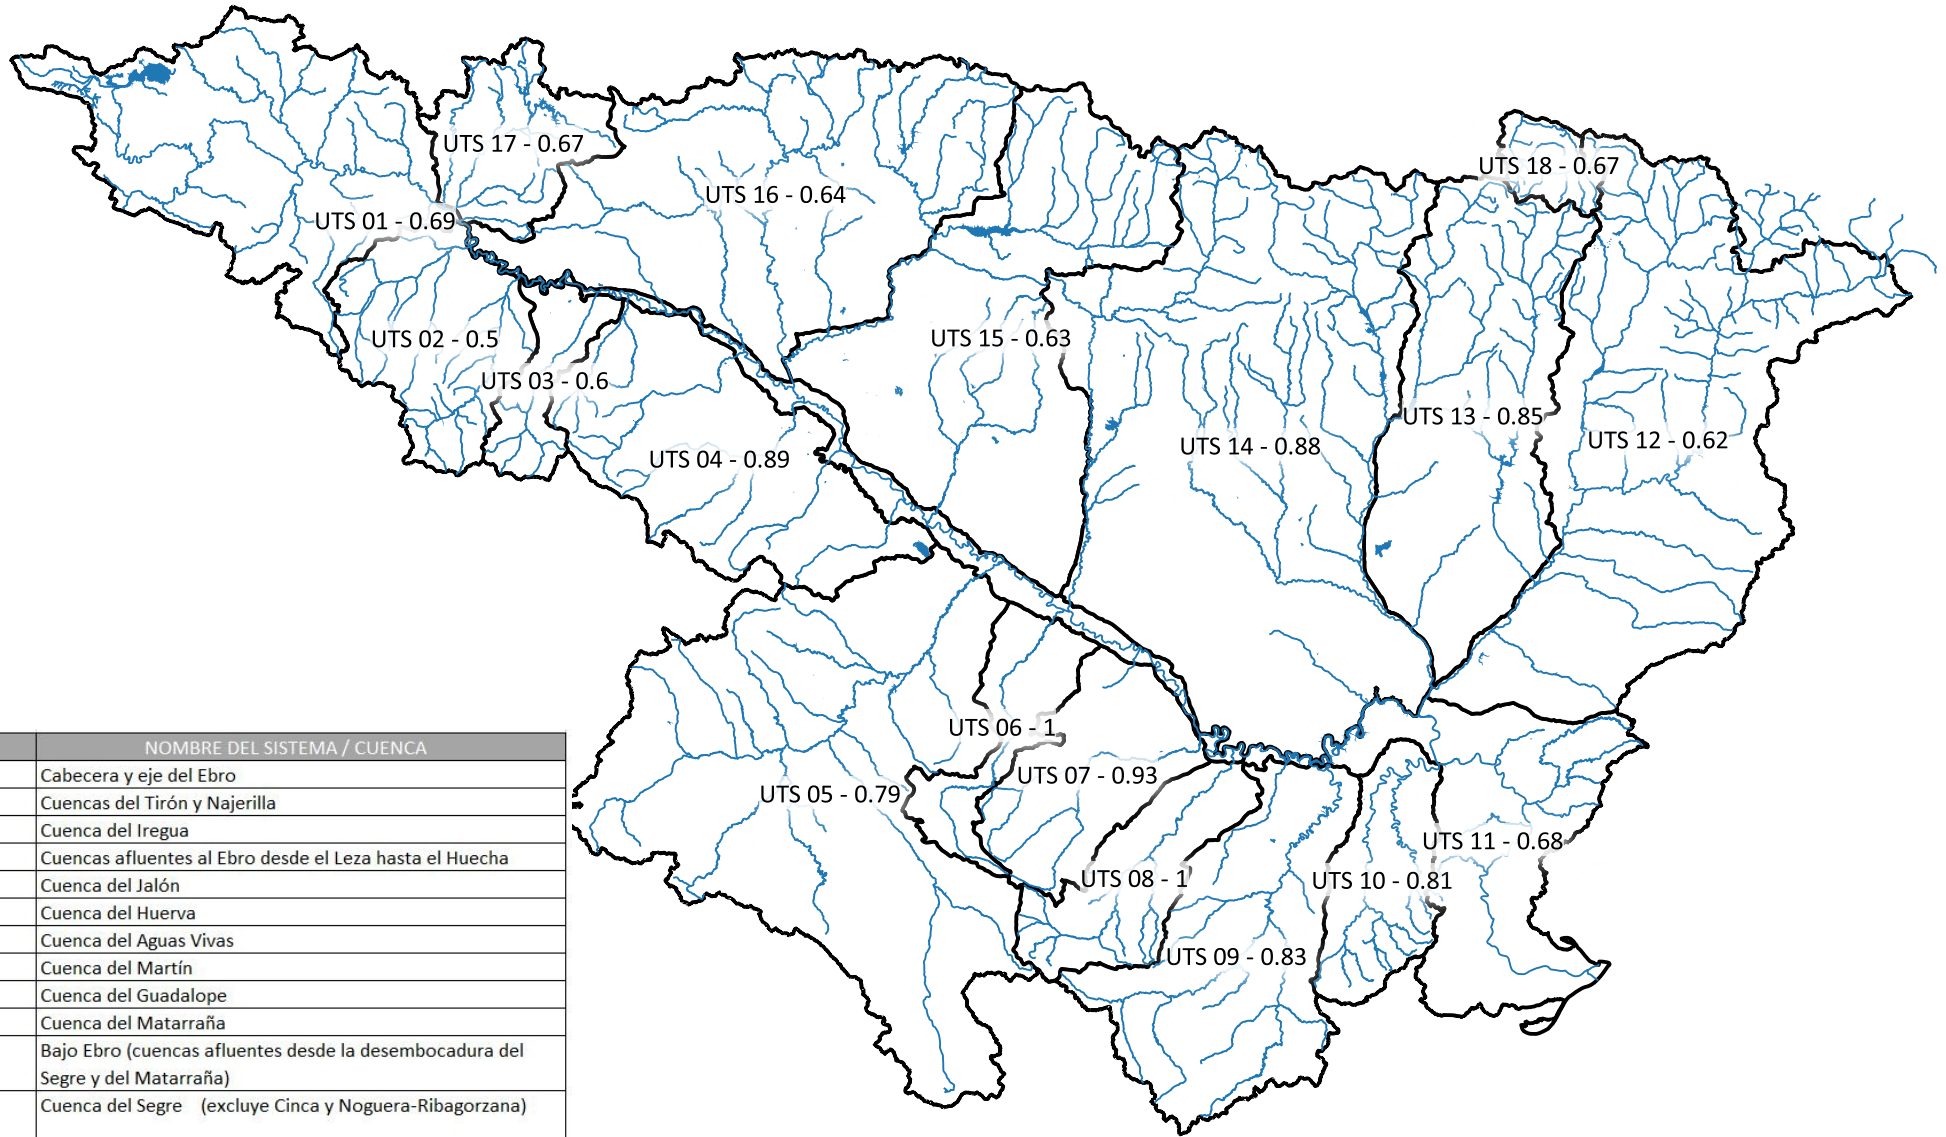 UTS 17 - 0.67
UTS 18 - 0.67
UTS 16 - 0.64
UTS 01 - 0.69
UTS 02 - 0.5
UTS 15 - 0.63
UTS 03 - 0.6
UTS 13 - 0.85
UTS 14 - 0.88
UTS 12 - 0.62
UTS 04 - 0.89
UTS 06 - 1
UTS 07 - 0.93
UTS 05 - 0.79
UTS 11 - 0.68
UTS 08 - 1
UTS 10 - 0.81
UTS 09 - 0.83
NOMBRE DEL SISTEMA / CUENCA
Cabecera y eje del Ebro
Cuencas del Tirón y Najerilla
Cuenca del Iregua
Cuencas afluentes al Ebro desde el Leza hasta el Huecha
Cuenca del Jalón
Cuenca del Huerva
Cuenca del Aguas Vivas
Cuenca del Martín
Cuenca del Guadalope
Cuenca del Matarraña
Bajo Ebro (cuencas afluentes desde la desembocadura del
Segre y del Matarraña)
Cuenca del Segre (excluye Cinca y Noguera-Ribagorzana)